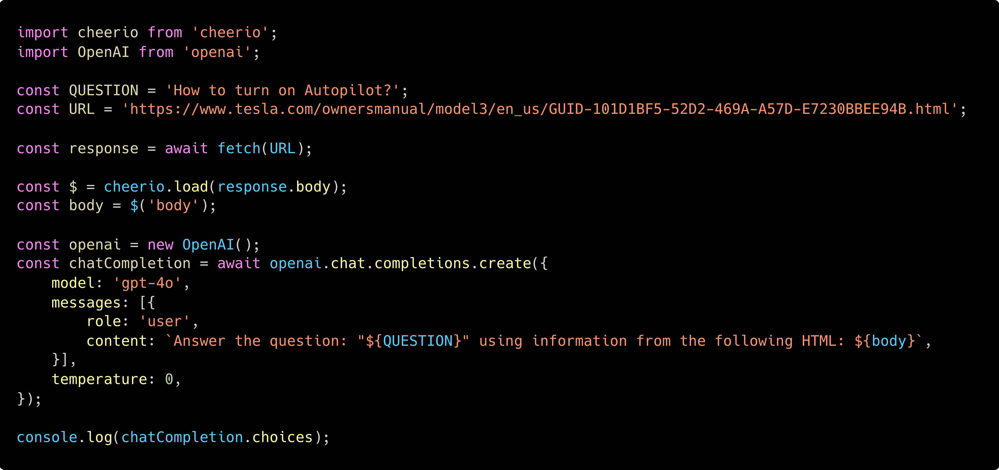 import cheerio from 'cheerio';
import OpenAI from 'openai';
const QUESTION = 'How to turn on Autopilot?';
const URL = 'https://www.tesla.com/ownersmanual/model3/en_us/GUID-101D1BF5-52D2-469A-A57D-E7230BBEE94B.html';
const response = await fetch(URL);
const $ = cheerio.load(response.body);
const body = $('body');
const openai = new OpenAI();
const chatCompletion = await openai.chat.completions.create({
    model: 'gpt-4o',
    messages: [{
        role: 'user',
        content: `Answer the question: "${QUESTION}" using information from the following HTML: ${body}`,
    }],
    temperature: 0,
});
console.log(chatCompletion.choices);